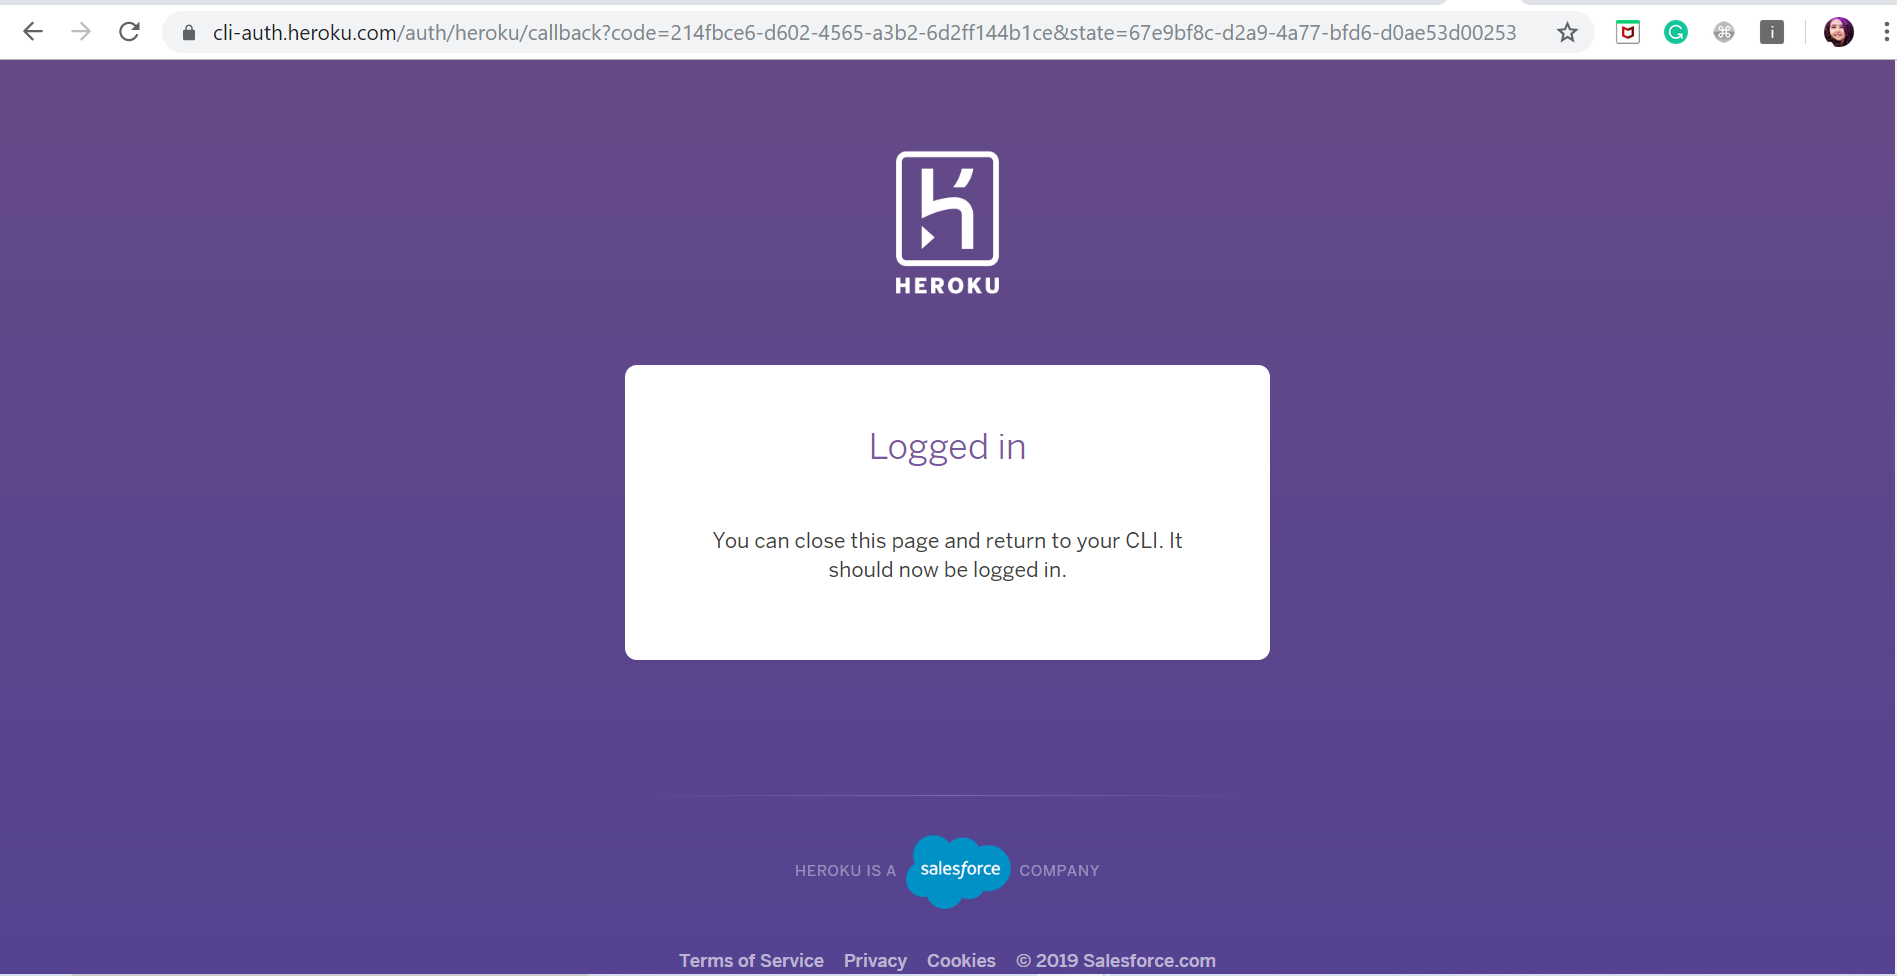 cli-auth.heroku.com/auth/heroku/callback?code=214fbce6-d602-4565-a3b2-6d2ff144b1ce&state=67e9bf8c-d2a9-4a77-bfd6-d0ae53d00253
HEROKU
Logged in
You can close this page and return to your CLI. It
should now be logged in.
HEROKU IS A salesforce COMPANY
Terms of Service Privacy Cookies © 2019 Salesforce.com